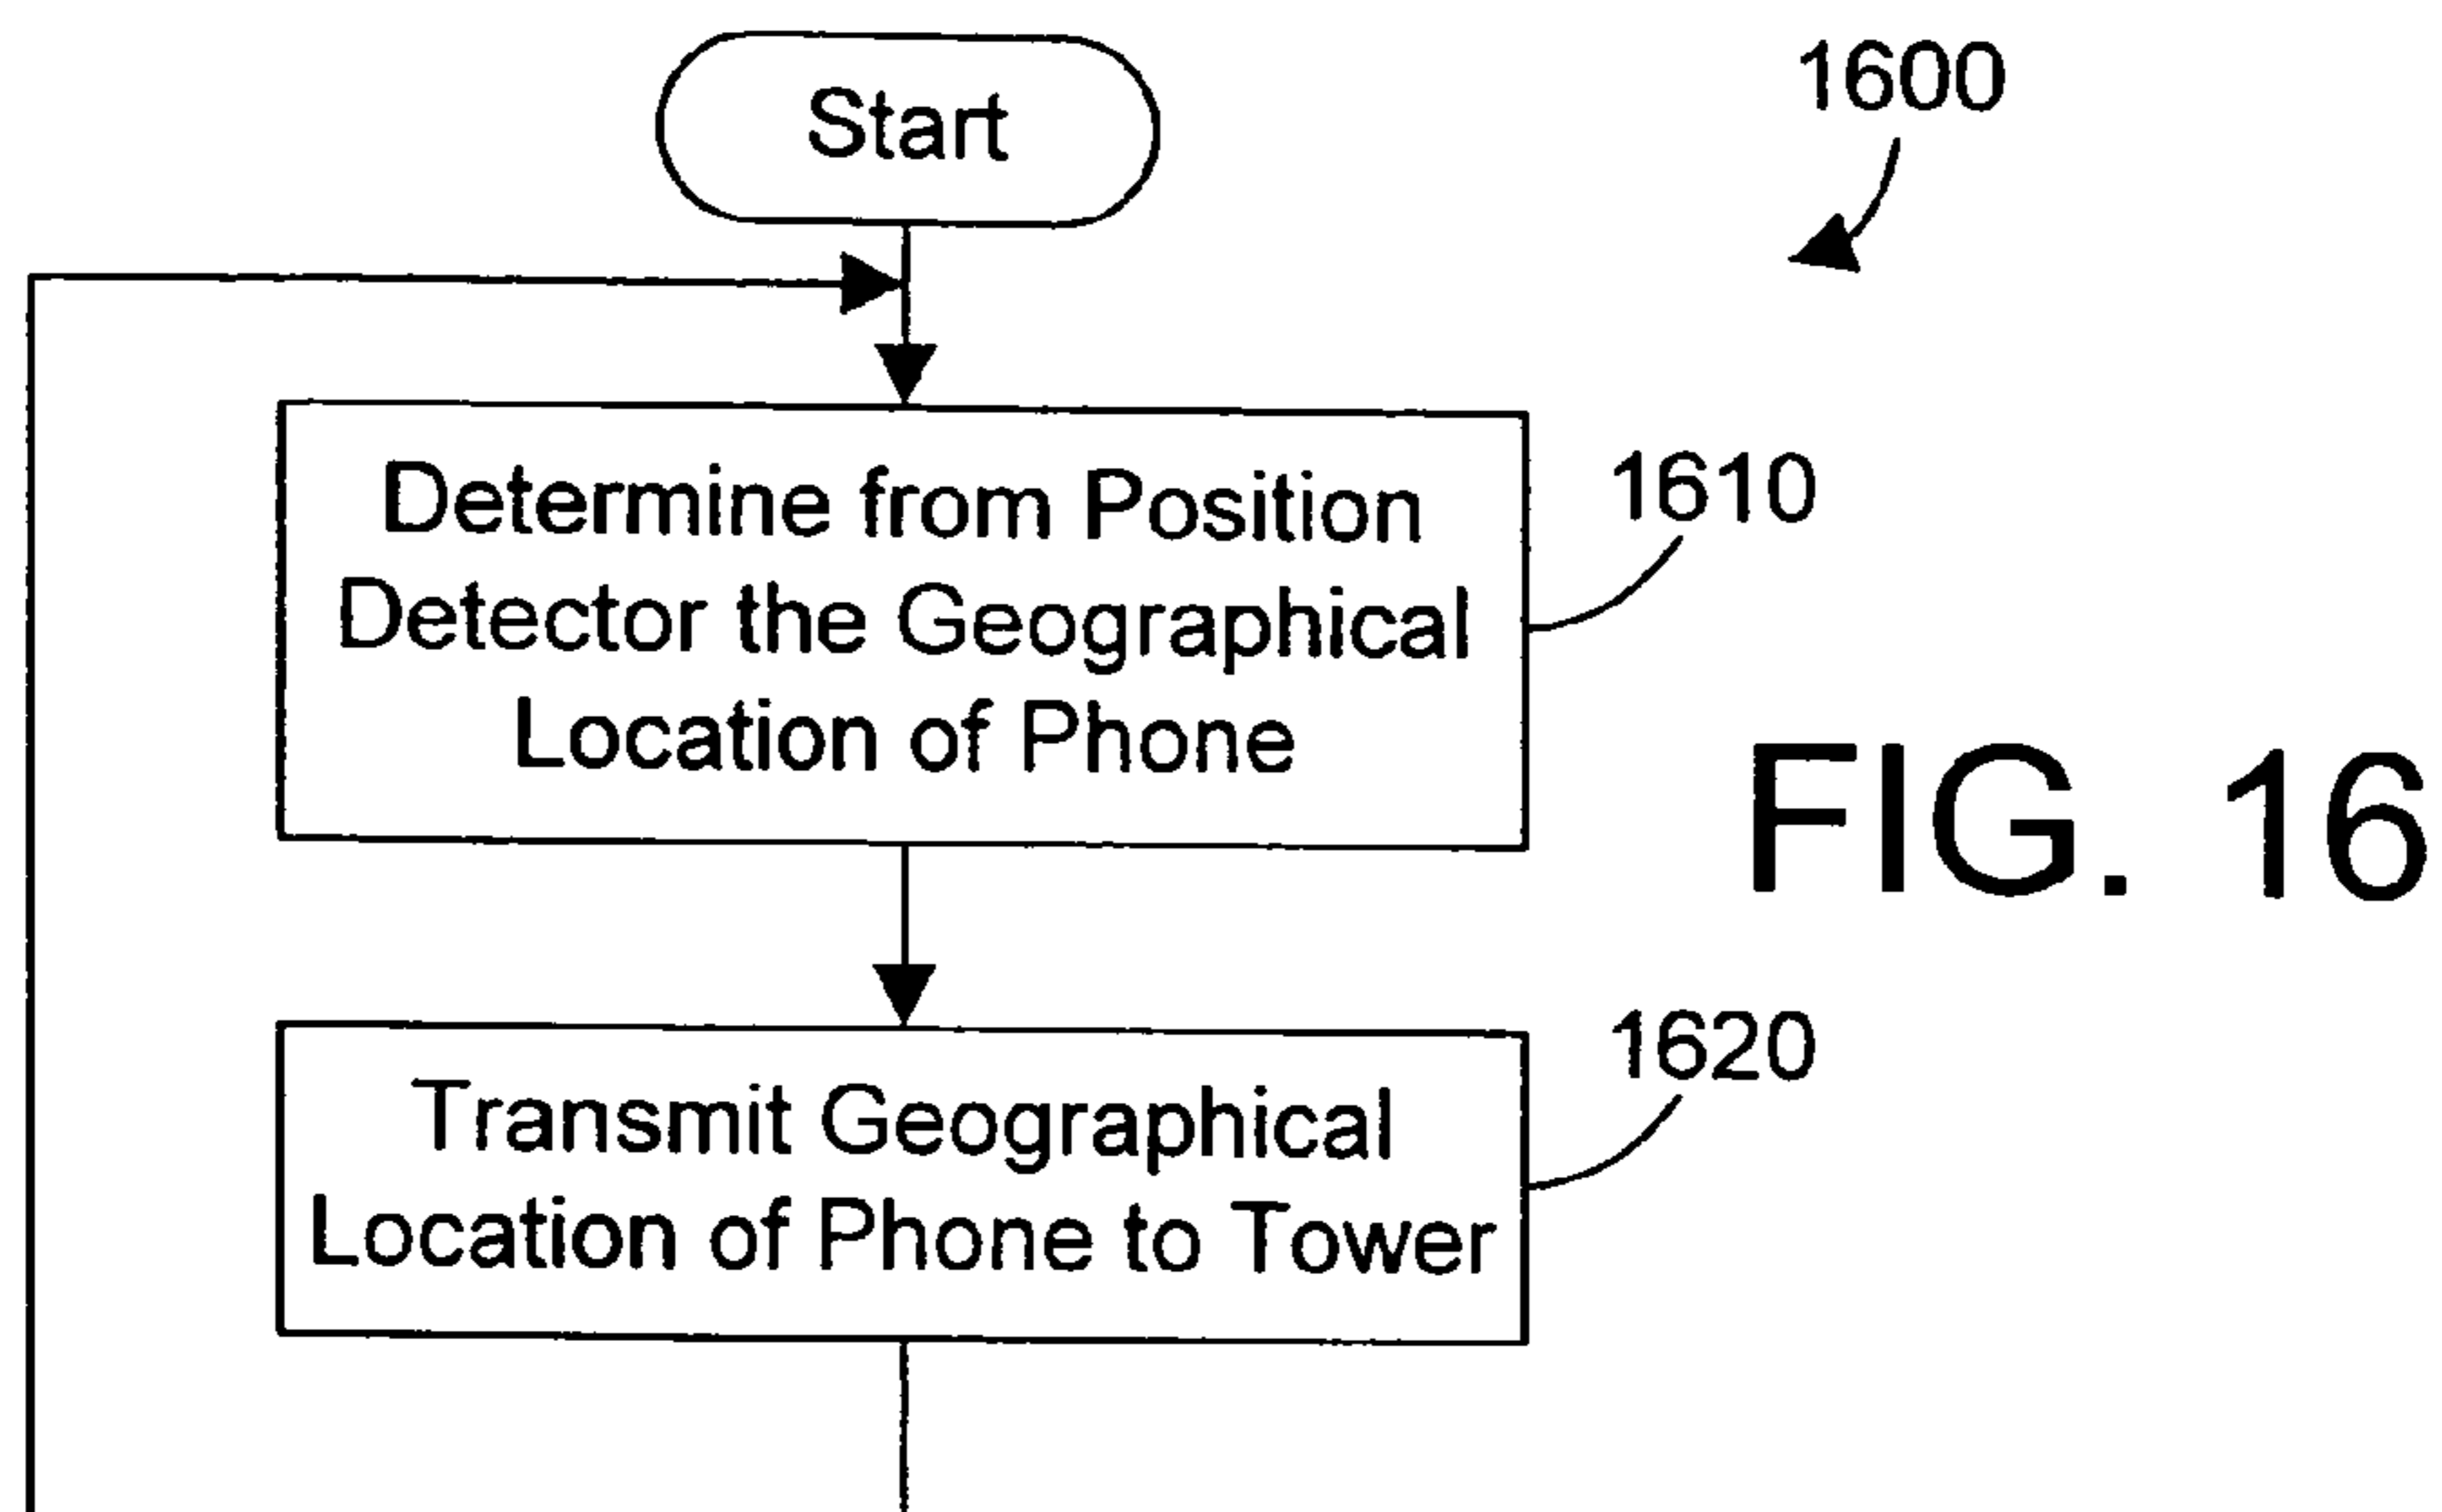 Start
1600
Determine from Position
Detector the Geographical
Location of Phone
1610
FIG. 16
Transmit Geographical
Location of Phone to Tower
1620